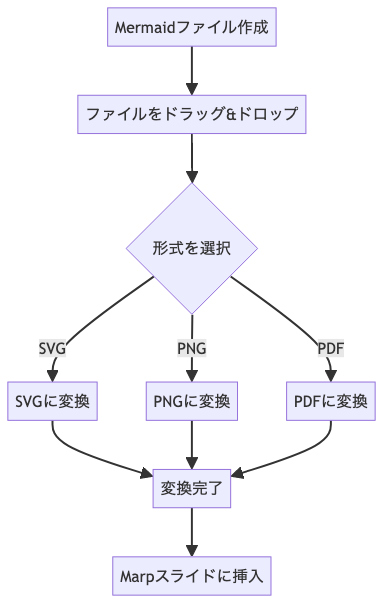 Mermaidファイル作成
ファイルをドラッグ&ドロップ
形式を選択
SVG
PNG
PDF
SVGに変換
PNGに変換
PDFに変換
変換完了
Marpスライドに挿入